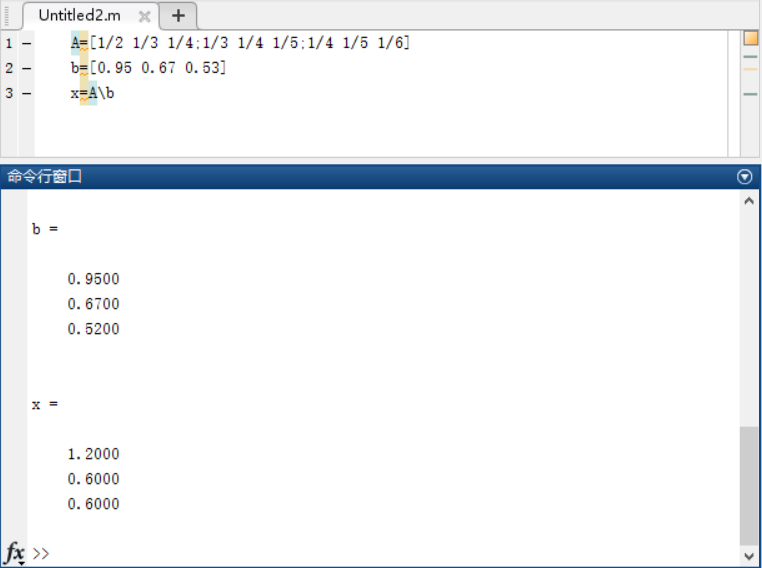 Untitled2.m
1 — A=[1/2 1/3 1/4;1/3 1/4 1/5;1/4 1/5 1/6]
2 — b=[0.95 0.67 0.53]
3 — x=A\b
命令行窗口
b =
0.9500
0.6700
0.5200
x =
1.2000
0.6000
0.6000
fx >>